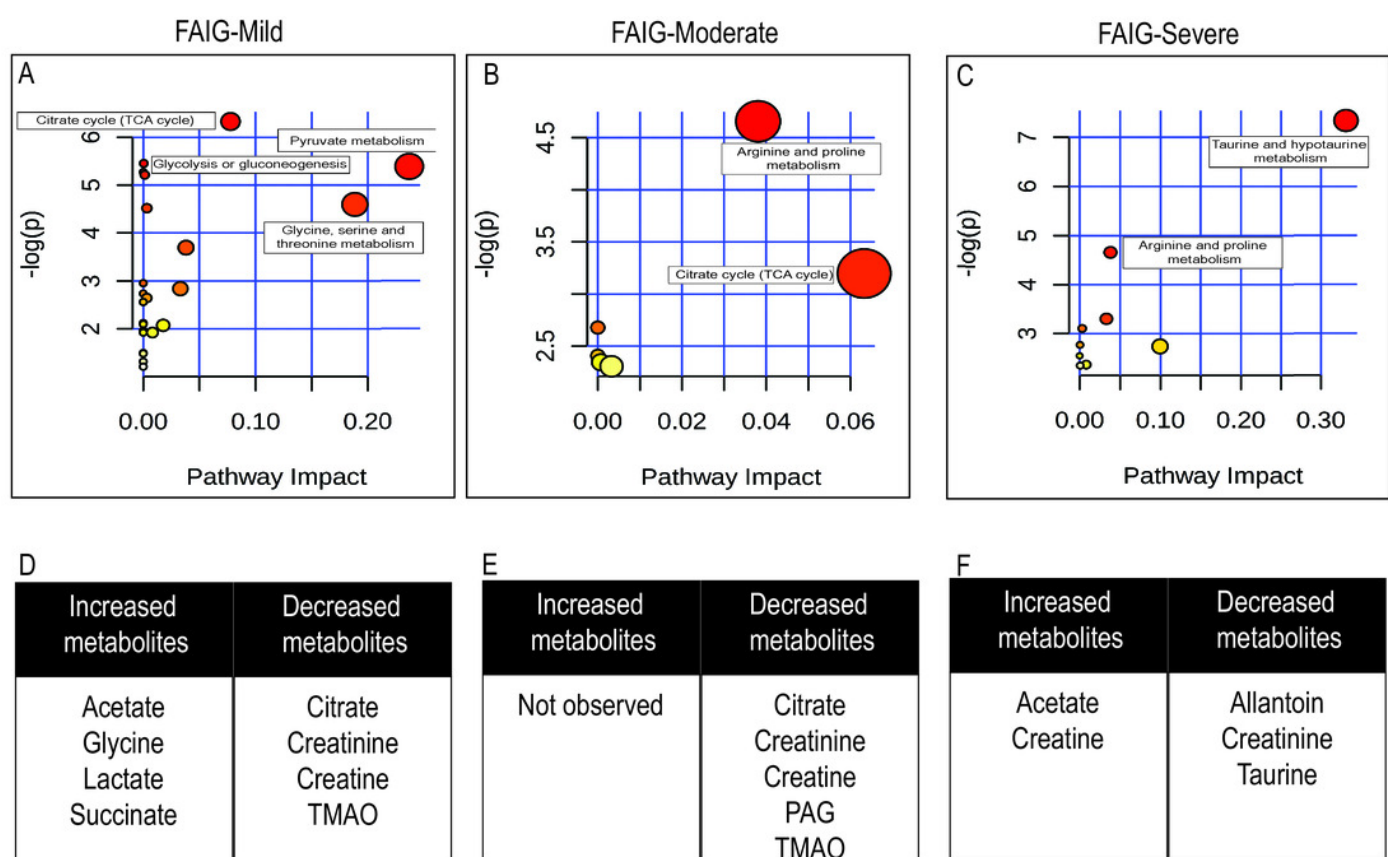 FAIG-Mild
A
Citrate cycle (TCA cycle)
Pyruvate metabolism
Glycolysis or gluconeogenesis
Glycine, serine and
threonine metabolism
6
5
4
3
2
-log(p)
0.00 0.10 0.20
Pathway Impact
FAIG-Moderate
B
Arginine and proline
metabolism
Citrate cycle (TCA cycle)
4.5
3.5
2.5
-log(p)
0.00 0.02 0.04 0.06
Pathway Impact
FAIG-Severe
C
Taurine and hypotaurine
metabolism
Arginine and proline
metabolism
7
6
5
4
3
-log(p)
0.00 0.10 0.20 0.30
Pathway Impact
D
Increased
metabolites
Decreased
metabolites
Acetate
Glycine
Lactate
Succinate
Citrate
Creatinine
Creatine
TMAO
E
Increased
metabolites
Decreased
metabolites
Not observed
Citrate
Creatinine
Creatine
PAG
TMAO
F
Increased
metabolites
Decreased
metabolites
Acetate
Creatine
Allantoin
Creatinine
Taurine